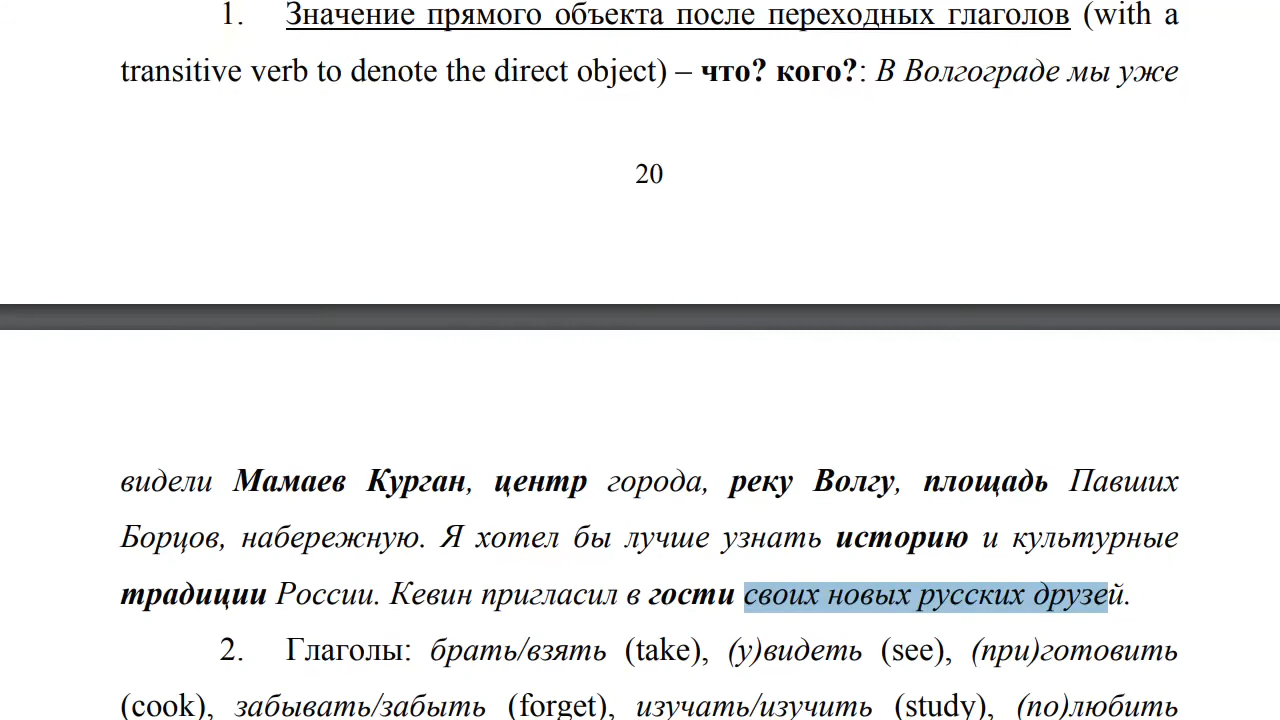 1. Значение прямого объекта после переходных глаголов (with a
transitive verb to denote the direct object) – что? кого?: В Волгограде мы уже
20
видели Мамаев Курган, центр города, реку Волгу, площадь Павших
Борцов, набережную. Я хотел бы лучше узнать историю и культурные
традиции России. Кевин пригласил в гости своих новых русских друзей.
2. Глаголы: брать/взять (take), (у)видеть (see), (при)готовить
(cook), забывать/забыть (forget), изучать/изучить (study), (по)любить